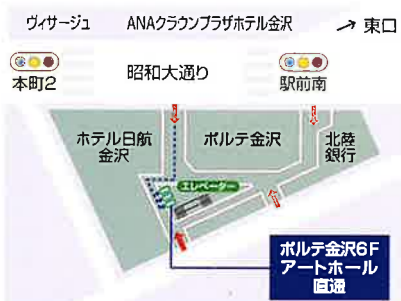 ヴィサージュ ANAクラウンプラザホテル金沢 東口
本町2 昭和大通り 駅前南
ホテル日航
金沢
ポルテ金沢
北陸
銀行
エレベーター
ポルテ金沢6F
アートホール
直通